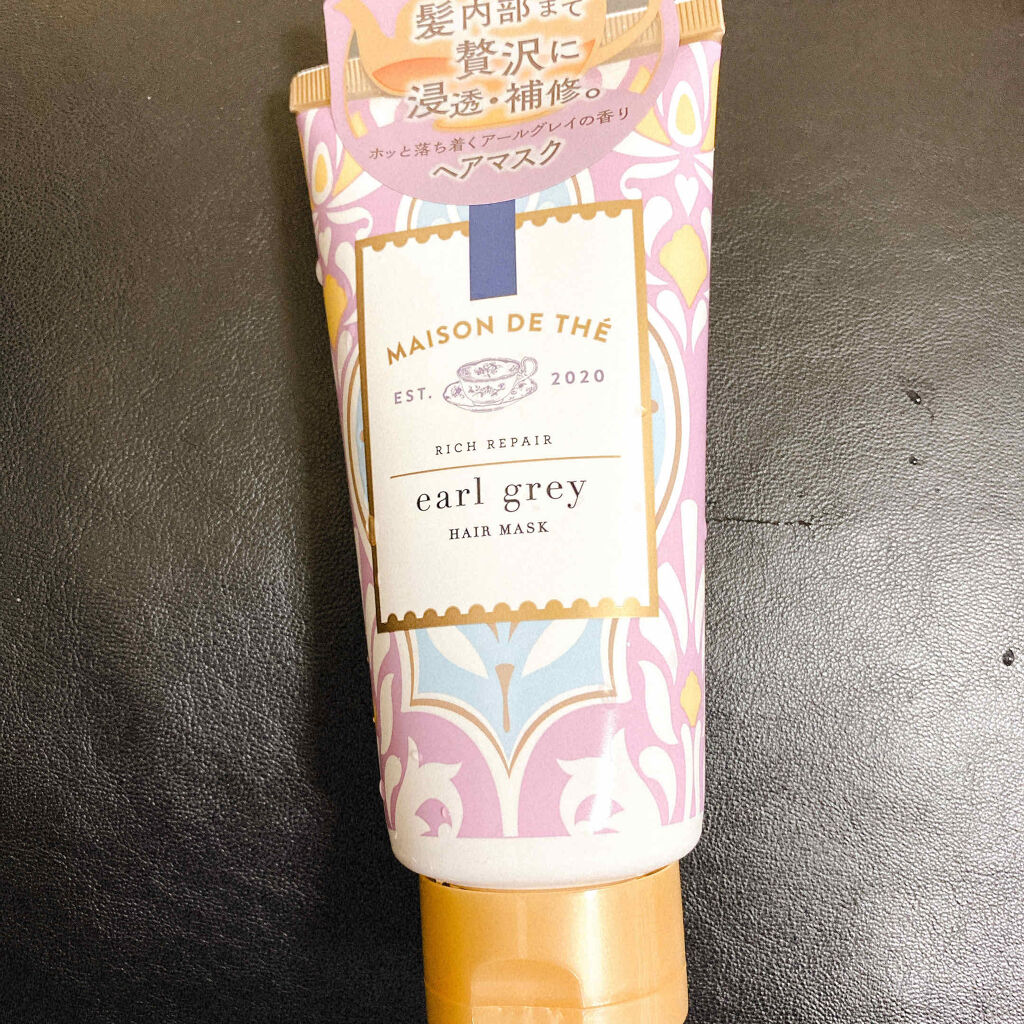 髪内部まで
贅沢に
浸透・補修。
ホッと落ち着くアールグレイの香り
ヘアマスク
MAISON DE THÉ
EST. 2020
RICH REPAIR
earl grey
HAIR MASK